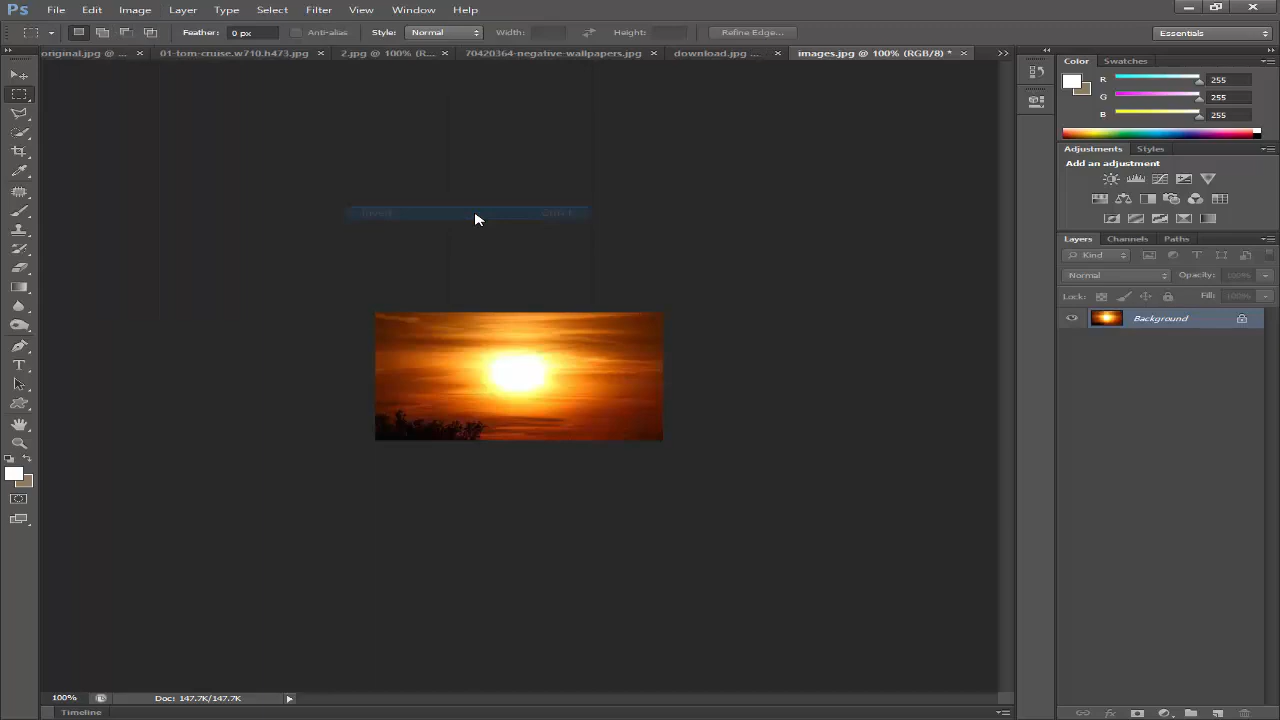 Ps File Edit Image Layer Type Select Filter View Window Help
Feather: 0 px Anti-alias Style: Normal Width: Height: Refine Edge... Essentials
original.jpg @ ... × 01-tom-cruise.w710.h473.jpg × 2.jpg @ 100% (R... × 70420364-negative-wallpapers.jpg × download.jpg ... × images.jpg @ 100% (RGB/8) * ×
Color Swatches
R 255
G 255
B 255
Adjustments Styles
Add an adjustment
Invert Ctrl+I
Layers Channels Paths
Kind
Normal Opacity: 100%
Lock: Fill: 100%
Background
100% Doc: 147.7K/147.7K
Timeline